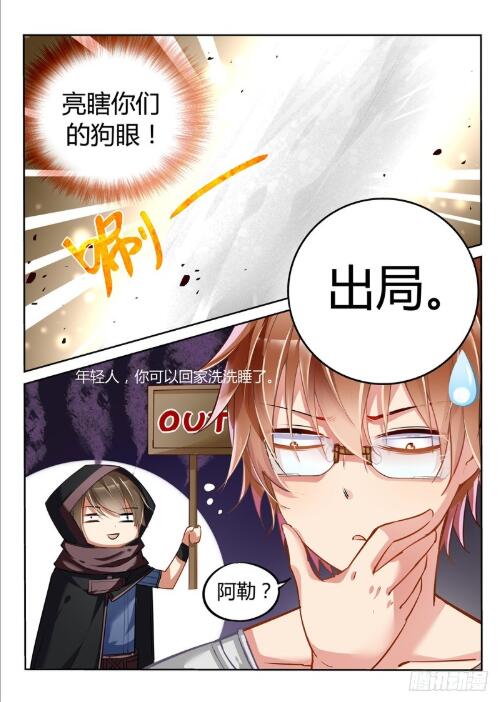 亮瞎你们
的狗眼！
唰一
出局。
年轻人，你可以回家洗洗睡了。
OUT
阿勒？
腾讯动漫